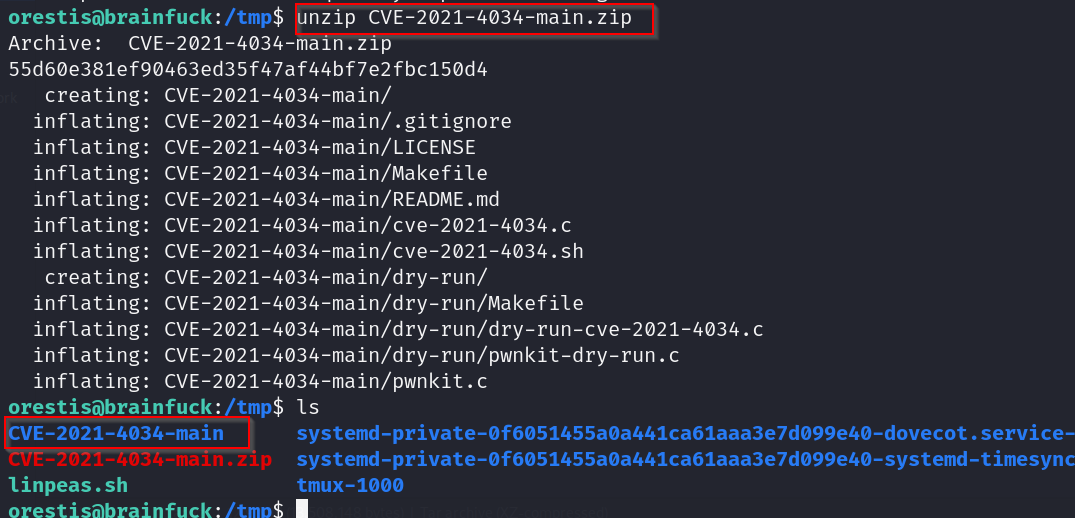 orestis@brainfuck:/tmp$ unzip CVE-2021-4034-main.zip
Archive:  CVE-2021-4034-main.zip
55d60e381ef90463ed35f47af44bf7e2fbc150d4
   creating: CVE-2021-4034-main/
  inflating: CVE-2021-4034-main/.gitignore
  inflating: CVE-2021-4034-main/LICENSE
  inflating: CVE-2021-4034-main/Makefile
  inflating: CVE-2021-4034-main/README.md
  inflating: CVE-2021-4034-main/cve-2021-4034.c
  inflating: CVE-2021-4034-main/cve-2021-4034.sh
   creating: CVE-2021-4034-main/dry-run/
  inflating: CVE-2021-4034-main/dry-run/Makefile
  inflating: CVE-2021-4034-main/dry-run/dry-run-cve-2021-4034.c
  inflating: CVE-2021-4034-main/dry-run/pwnkit-dry-run.c
  inflating: CVE-2021-4034-main/pwnkit.c
orestis@brainfuck:/tmp$ ls
CVE-2021-4034-main      systemd-private-0f6051455a0a441ca61aaa3e7d099e40-dovecot.service-
CVE-2021-4034-main.zip  systemd-private-0f6051455a0a441ca61aaa3e7d099e40-systemd-timesync
linpeas.sh              tmux-1000
orestis@brainfuck:/tmp$